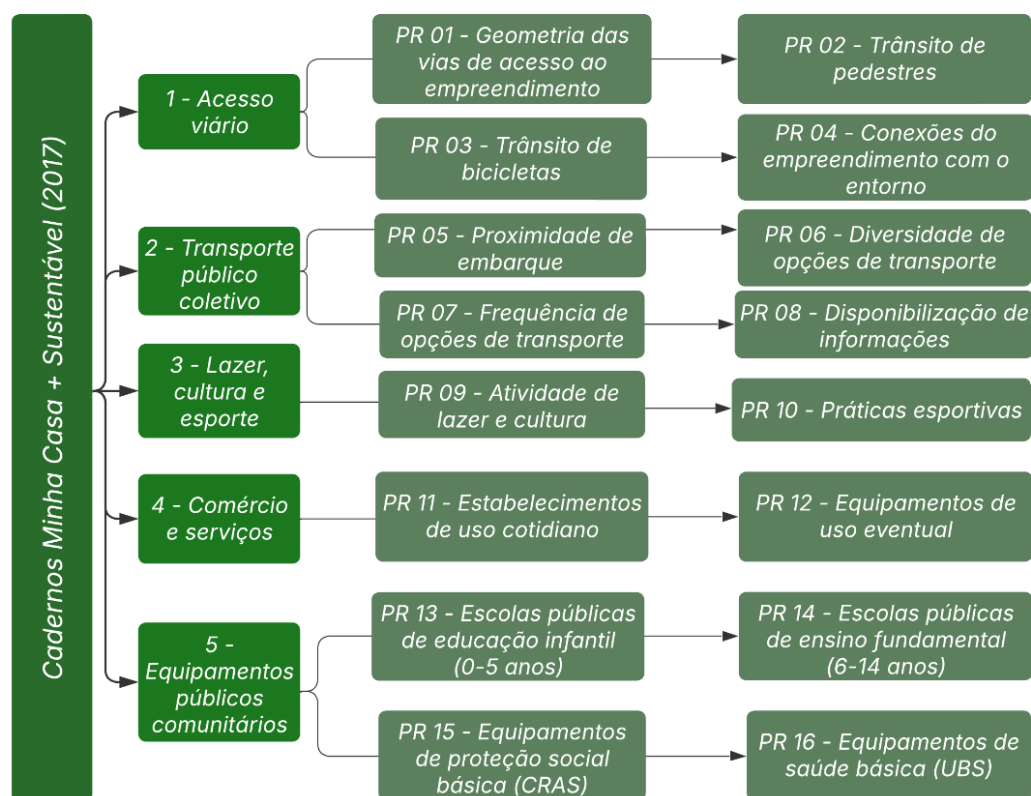 Cadernos Minha Casa + Sustentável (2017)
1 - Acesso
viário
PR 01 - Geometria das
vias de acesso ao
empreendimento
PR 02 - Trânsito de
pedestres
PR 03 - Trânsito de
bicicletas
PR 04 - Conexões do
empreendimento com o
entorno
2 - Transporte
público
coletivo
PR 05 - Proximidade de
embarque
PR 06 - Diversidade de
opções de transporte
PR 07 - Frequência de
opções de transporte
PR 08 - Disponibilização de
informações
3 - Lazer,
cultura e
esporte
PR 09 - Atividade de
lazer e cultura
PR 10 - Práticas esportivas
4 - Comércio
e serviços
PR 11 - Estabelecimentos
de uso cotidiano
PR 12 - Equipamentos de
uso eventual
5 -
Equipamentos
públicos
comunitários
PR 13 - Escolas públicas
de educação infantil
(0-5 anos)
PR 14 - Escolas públicas
de ensino fundamental
(6-14 anos)
PR 15 - Equipamentos
de proteção social
básica (CRAS)
PR 16 - Equipamentos de
saúde básica (UBS)